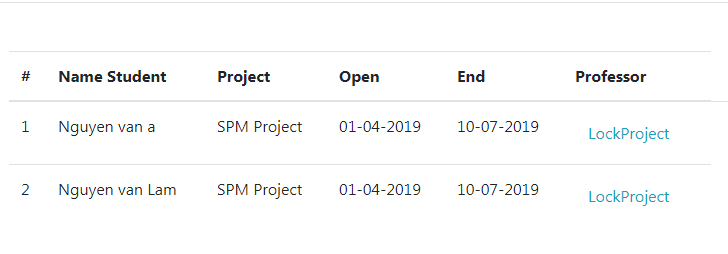 # Name Student Project Open End Professor
1 Nguyen van a SPM Project 01-04-2019 10-07-2019 LockProject
2 Nguyen van Lam SPM Project 01-04-2019 10-07-2019 LockProject